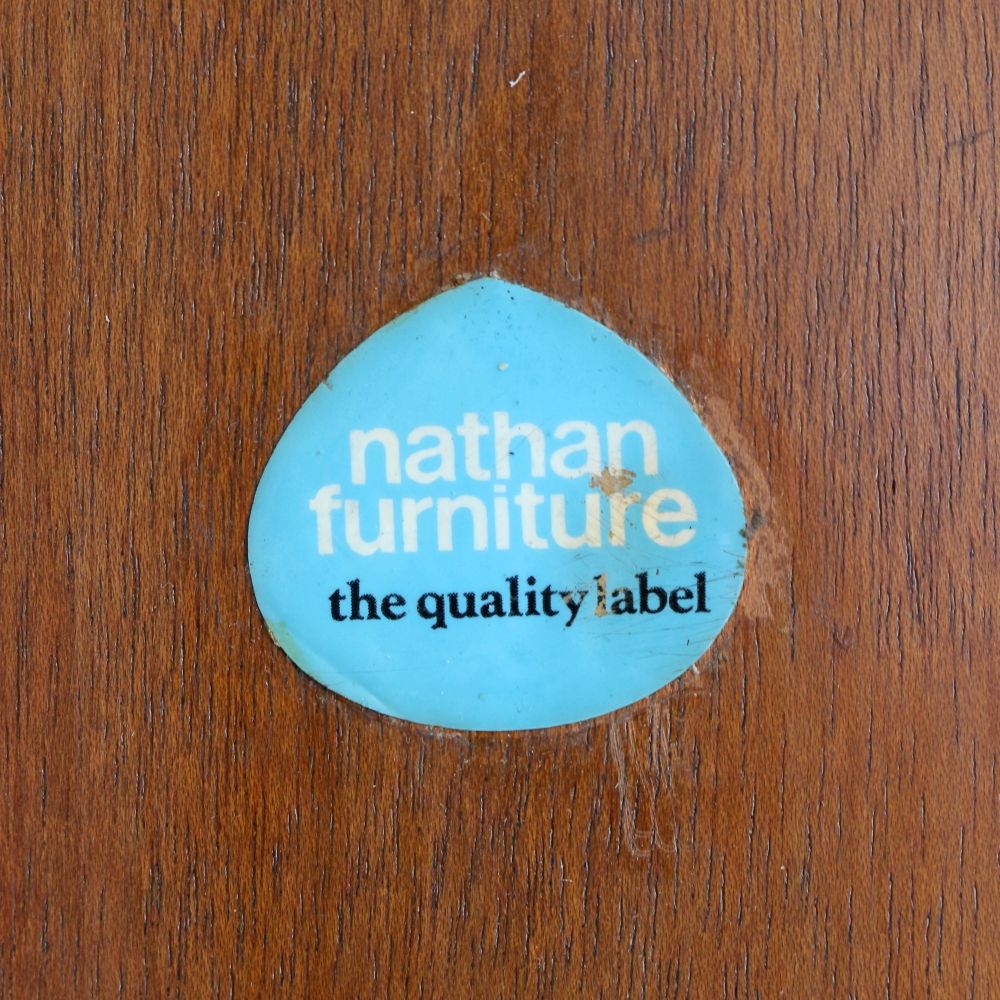 nathan
furniture
the quality label